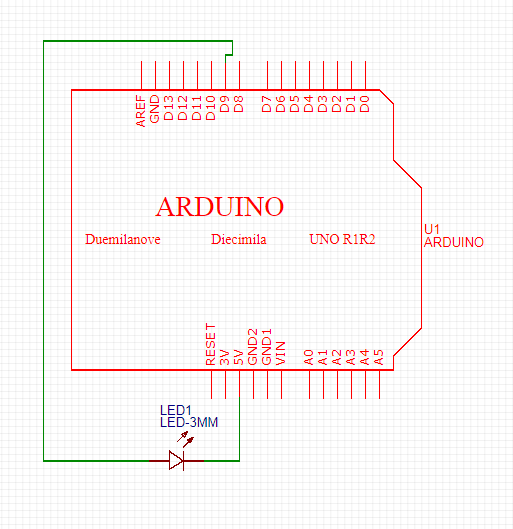 AREF
GND
D13
D12
D11
D10
D9
D8
D7
D6
D5
D4
D3
D2
D1
D0
ARDUINO
Duemilanove Diecimila UNO R1R2
U1
ARDUINO
RESET
3V
5V
GND2
GND1
VIN
A0
A1
A2
A3
A4
A5
LED1
LED-3MM